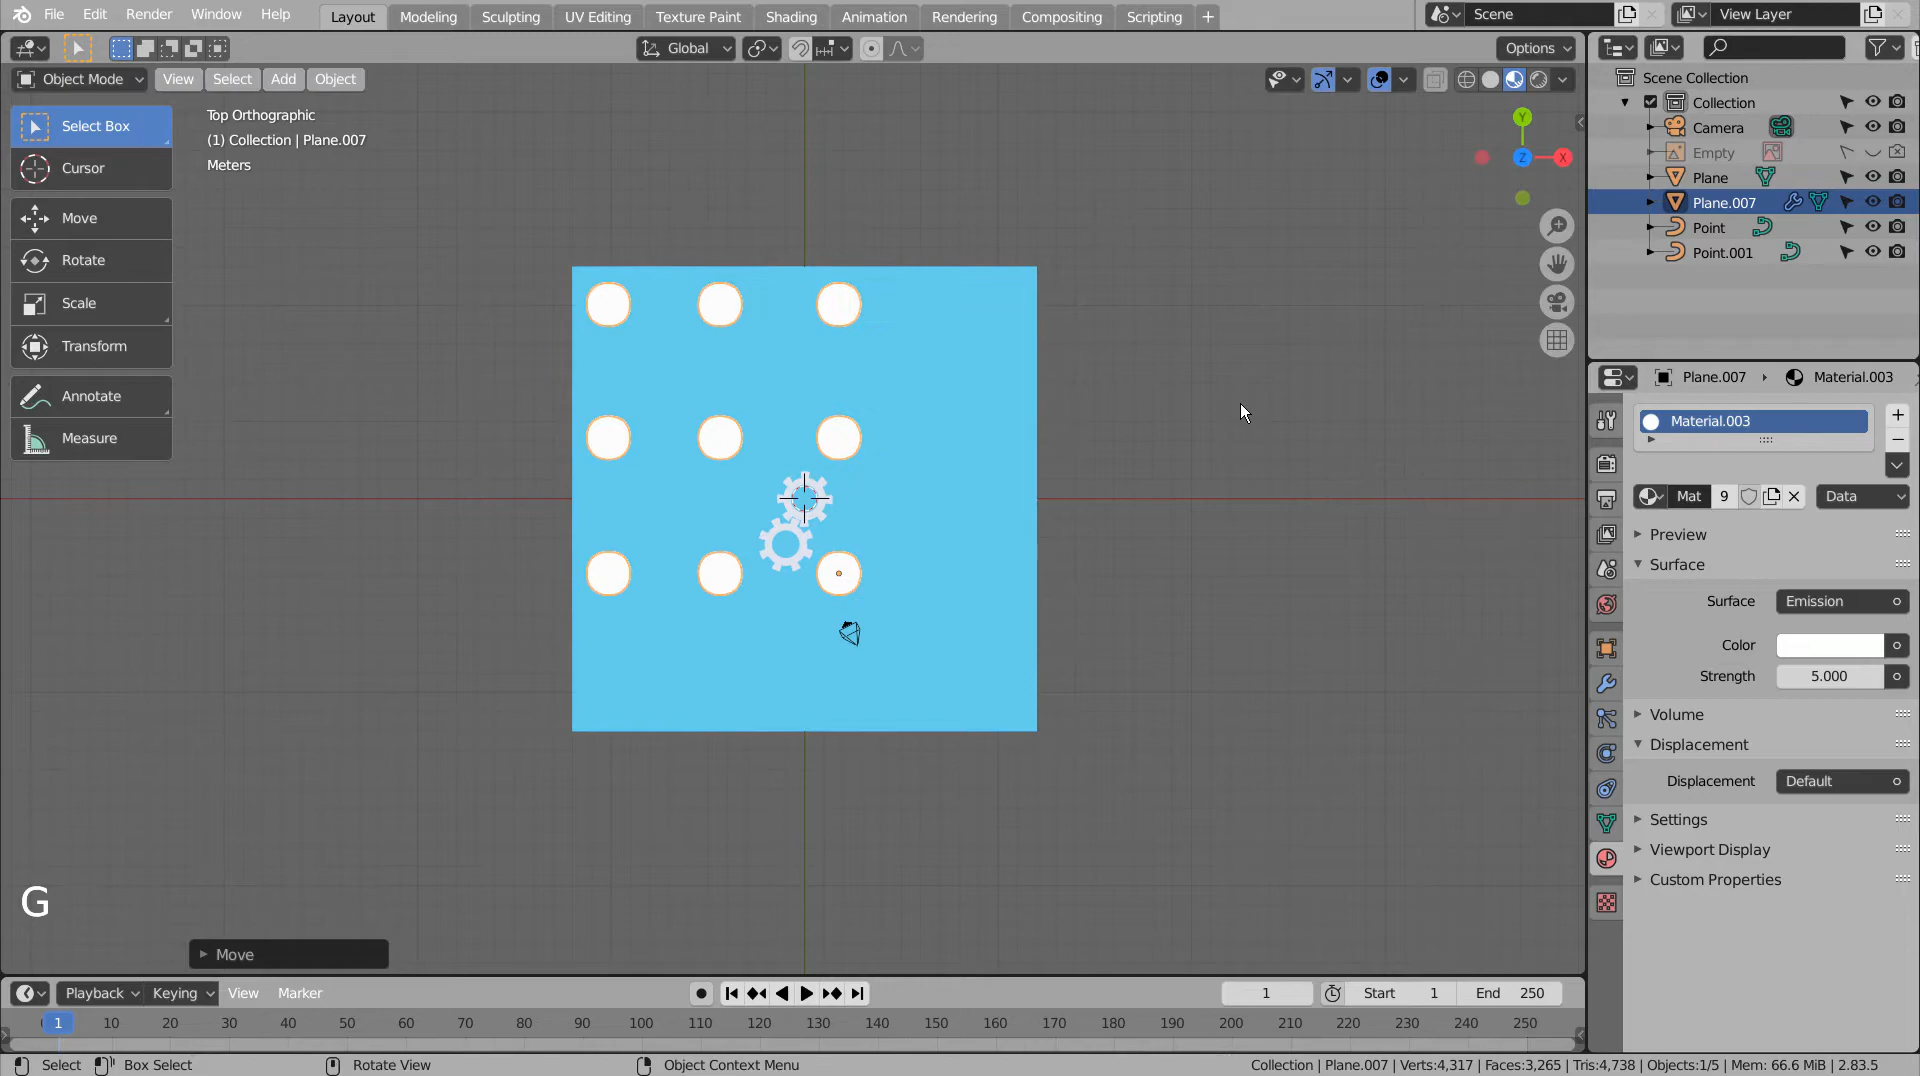 File Edit Render Window Help Layout Modeling Sculpting UV Editing Texture Paint Shading Animation Rendering Compositing Scripting + Scene View Layer
Global Options
Object Mode View Select Add Object
Scene Collection
Collection
Camera
Empty
Plane
Plane.007
Point
Point.001
Select Box
Cursor
Move
Rotate
Scale
Transform
Annotate
Measure
Top Orthographic
(1) Collection | Plane.007
Meters
Y
Z
X
Plane.007 Material.003
Material.003
Mat 9 Data
Preview
Surface
Surface Emission
Color
Strength 5.000
Volume
Displacement
Displacement Default
Settings
Viewport Display
Custom Properties
G
Move
Playback Keying View Marker 1 Start 1 End 250
1 10 20 30 40 50 60 70 80 90 100 110 120 130 140 150 160 170 180 190 200 210 220 230 240 250
Select Box Select Rotate View Object Context Menu Collection | Plane.007 | Verts:4,317 | Faces:3,265 | Tris:4,738 | Objects:1/5 | Mem: 66.6 MiB | 2.83.5